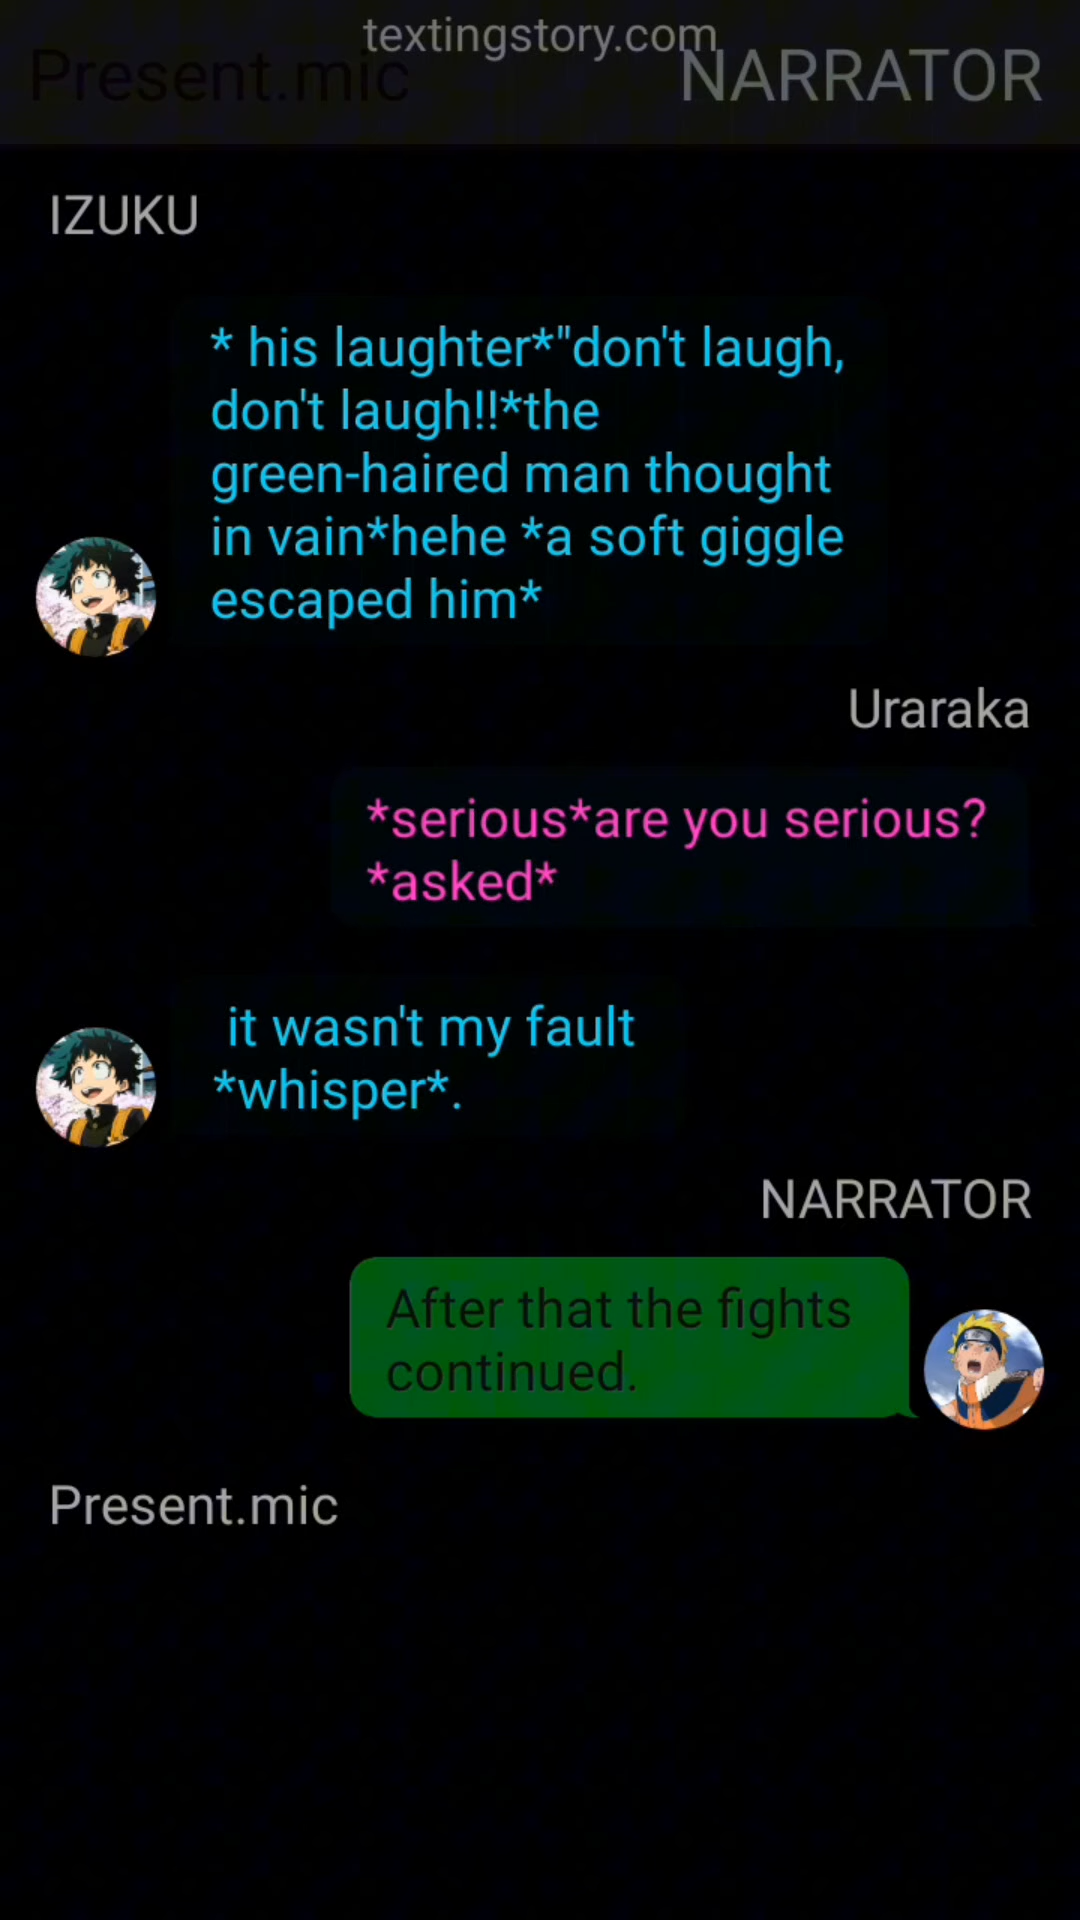 textingstory.com
Present.mic
NARRATOR
IZUKU
* his laughter*"don't laugh,
don't laugh!!*the
green-haired man thought
in vain*hehe *a soft giggle
escaped him*
Uraraka
*serious*are you serious?
*asked*
it wasn't my fault
*whisper*.
NARRATOR
After that the fights
continued.
Present.mic